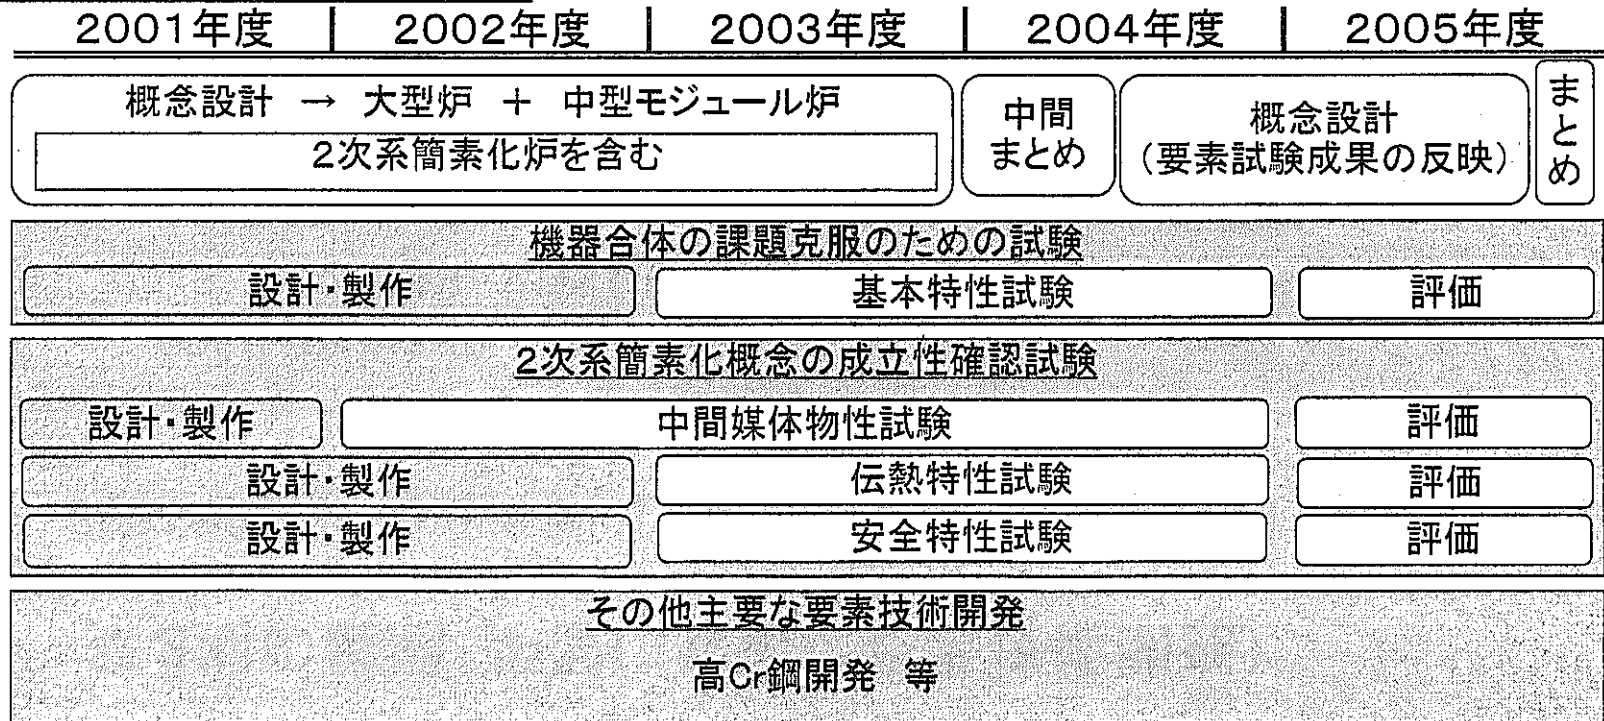 2001年度 2002年度 2003年度 2004年度 2005年度
概念設計 → 大型炉 + 中型モジュール炉
2次系簡素化炉を含む
中間
まとめ
概念設計
(要素試験成果の反映)
まとめ
機器合体の課題克服のための試験
設計・製作 基本特性試験 評価
2次系簡素化概念の成立性確認試験
設計・製作 中間媒体物性試験 評価
設計・製作 伝熱特性試験 評価
設計・製作 安全特性試験 評価
その他主要な要素技術開発
高Cr鋼開発 等